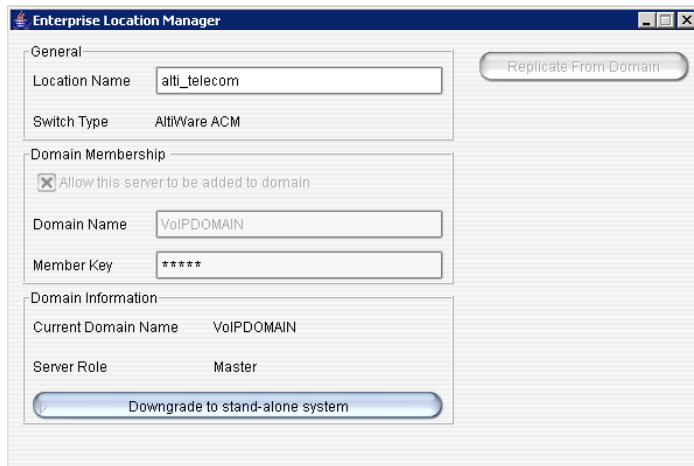 Enterprise Location Manager
General
Location Name alti_telecom
Replicate From Domain
Switch Type AltiWare ACM
Domain Membership
Allow this server to be added to domain
Domain Name VoIPDOMAIN
Member Key *****
Domain Information
Current Domain Name VoIPDOMAIN
Server Role Master
Downgrade to stand-alone system